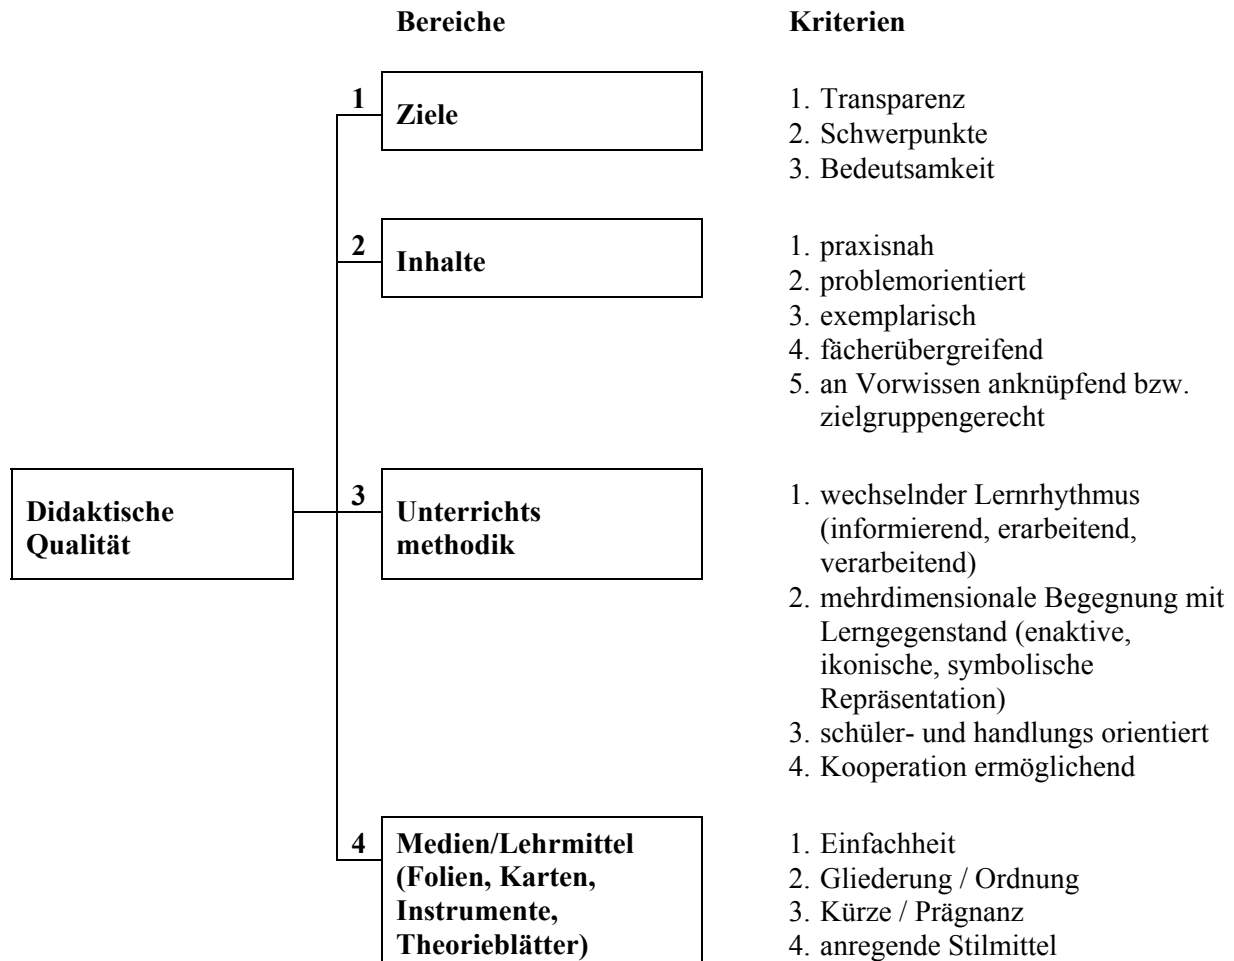 Bereiche Kriterien
1 Ziele
1. Transparenz
2. Schwerpunkte
3. Bedeutsamkeit
2 Inhalte
1. praxisnah
2. problemorientiert
3. exemplarisch
4. fächerübergreifend
5. an Vorwissen anknüpfend bzw.
zielgruppengerecht
Didaktische
Qualität
3 Unterrichts
methodik
1. wechselnder Lernrhythmus
(informierend, erarbeitend,
verarbeitend)
2. mehrdimensionale Begegnung mit
Lerngegenstand (enaktive,
ikonische, symbolische
Repräsentation)
3. schüler- und handlungs orientiert
4. Kooperation ermöglichend
4 Medien/Lehrmittel
(Folien, Karten,
Instrumente,
Theorieblätter)
1. Einfachheit
2. Gliederung / Ordnung
3. Kürze / Prägnanz
4. anregende Stilmittel